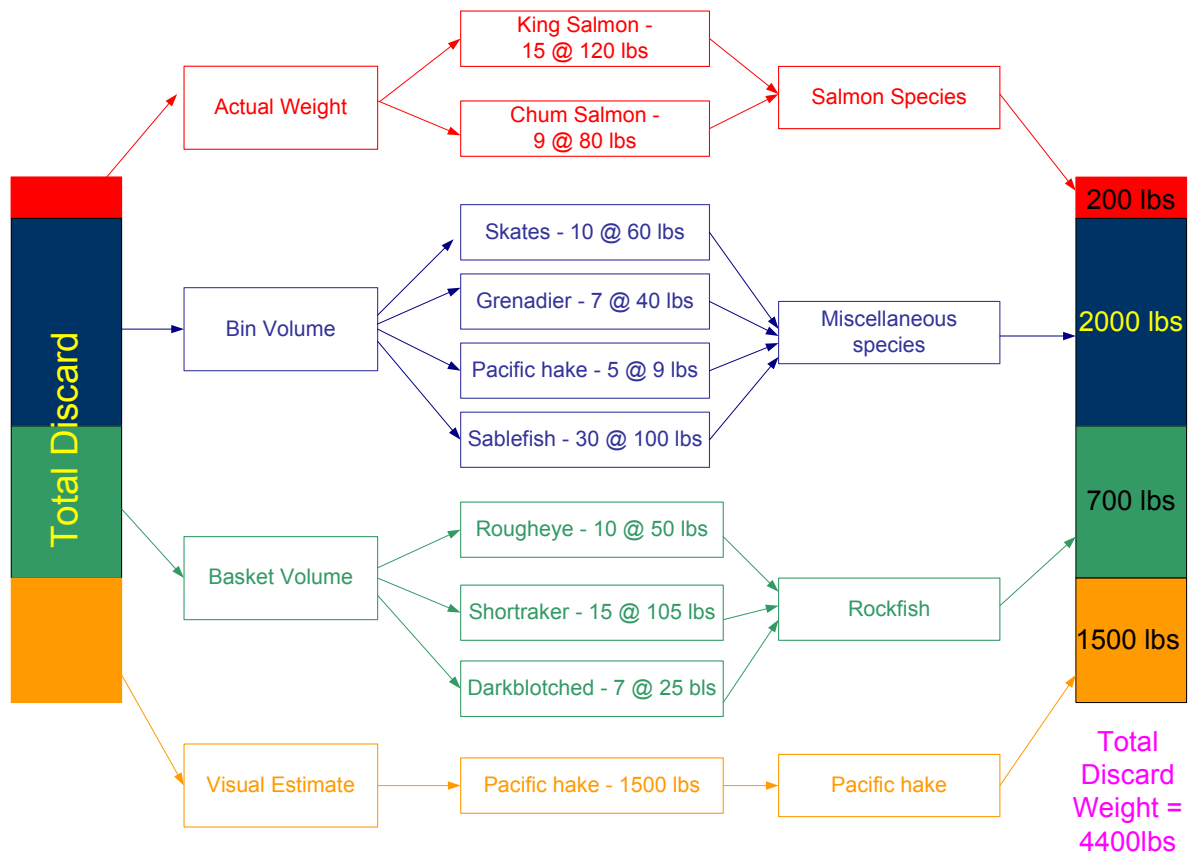 King Salmon -
15 @ 120 lbs
Actual Weight
Chum Salmon -
9 @ 80 lbs
Salmon Species
200 lbs
Total Discard
Bin Volume
Skates - 10 @ 60 lbs
Grenadier - 7 @ 40 lbs
Pacific hake - 5 @ 9 lbs
Sablefish - 30 @ 100 lbs
Miscellaneous
species
2000 lbs
Basket Volume
Rougheye - 10 @ 50 lbs
Shortraker - 15 @ 105 lbs
Darkblotched - 7 @ 25 bls
Rockfish
700 lbs
Visual Estimate
Pacific hake - 1500 lbs
Pacific hake
1500 lbs
Total
Discard
Weight =
4400lbs